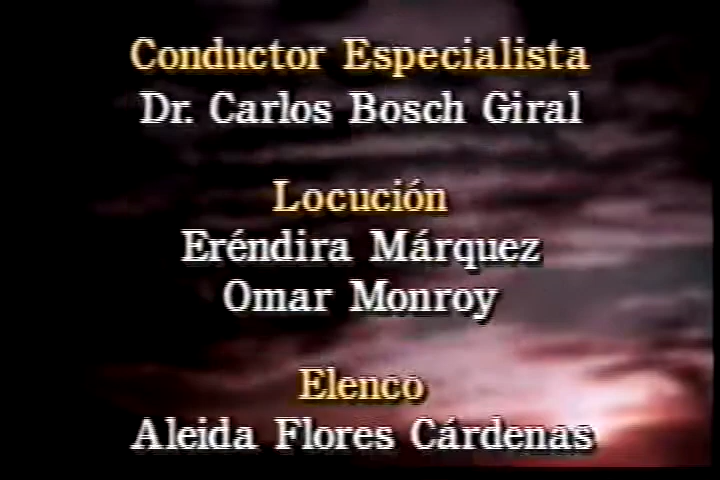 Conductor Especialista
Dr. Carlos Bosch Giral
Locución
Eréndira Márquez
Omar Monroy
Elenco
Aleida Flores Cárdenas